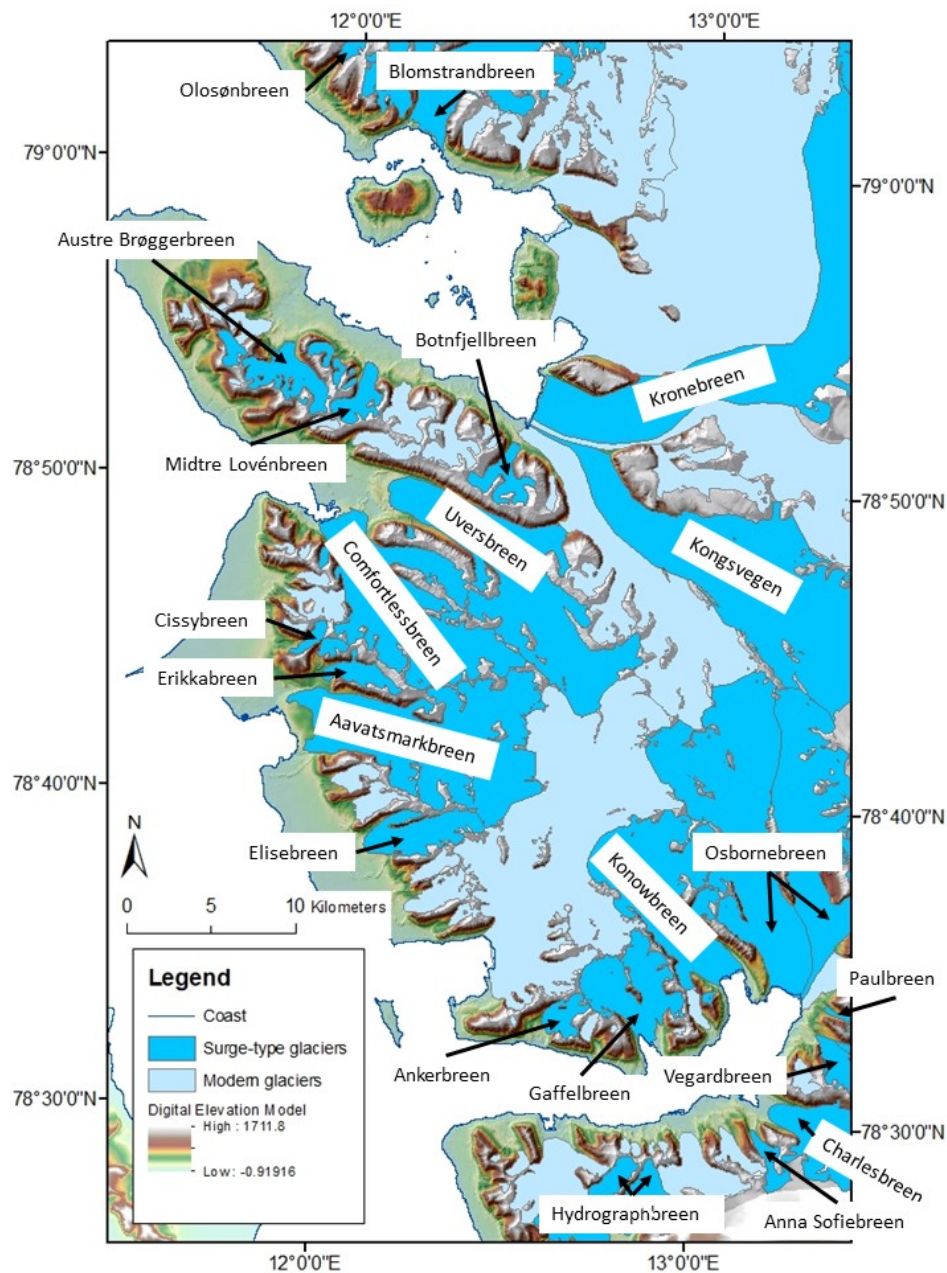 12°0'0"E
13°0'0"E
Blomstrandbreen
Olosønbreen
79°0'0"N
79°0'0"N
Austre Brøggerbreen
Botnfjellbreen
Kronebreen
Midtre Lovénbreen
78°50'0"N
78°50'0"N
Uversbreen
Kongsvegen
Comfortlessbreen
Cissybreen
Erikkabreen
Aavatsmarkbreen
78°40'0"N
78°40'0"N
N
Elisebreen
Osbornebreen
Konowbreen
0 5 10 Kilometers
Legend
Coast
Surge-type glaciers
Modern glaciers
Digital Elevation Model
High : 1711.8
Low : -0.91916
Paulbreen
Ankerbreen
Vegardbreen
Gaffelbreen
78°30'0"N
78°30'0"N
Charlesbreen
Hydrographbreen
Anna Sofiebreen
12°0'0"E
13°0'0"E